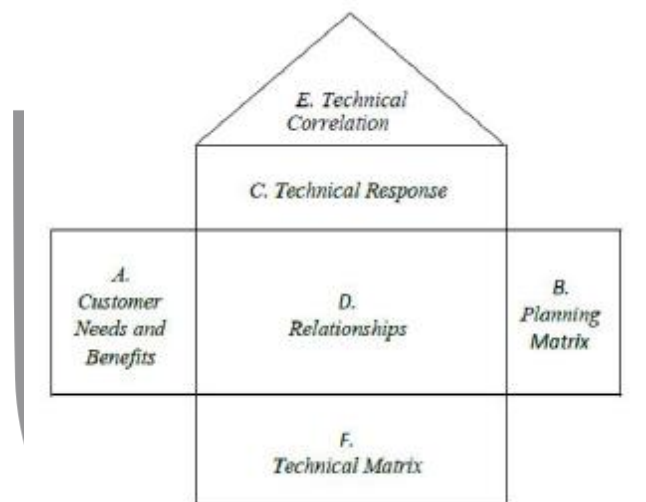 E. Technical
Correlation
C. Technical Response
A.
Customer
Needs and
Benefits
D.
Relationships
B.
Planning
Matrix
F.
Technical Matrix